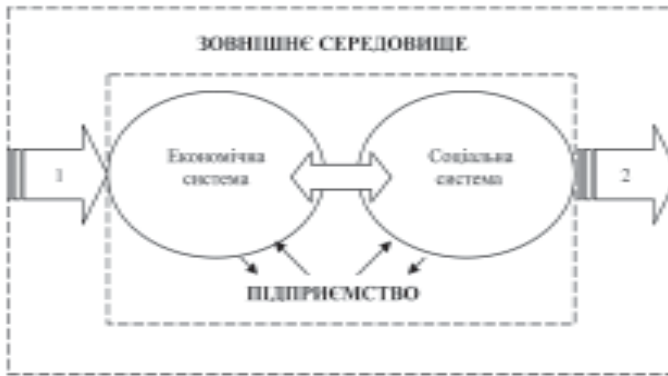 ЗОВНІШНЄ СЕРЕДОВИЩЕ
1
Економічна
система
Соціальна
система
2
ПІДПРИЄМСТВО